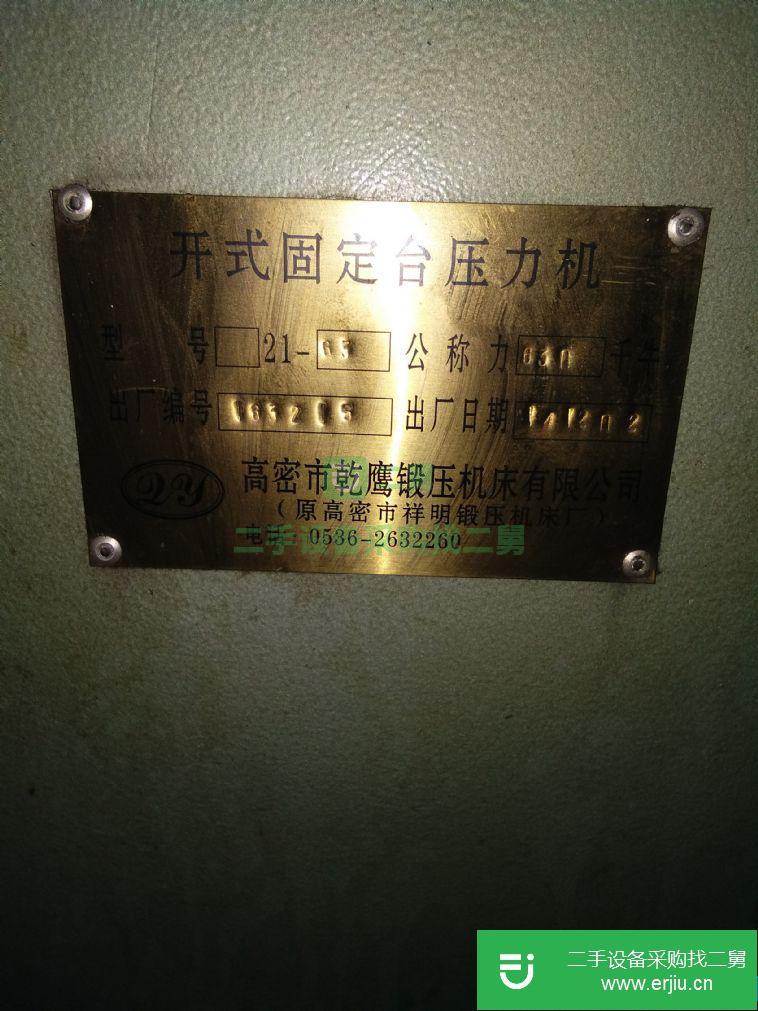 开式固定台压力机
型 号 21-63 公称力 630 千牛
出厂编号 出厂日期
QY 高密市乾鹰锻压机床有限公司
(原高密市祥明锻压机床厂)
电话: 0536-2632260
二手设备采购找二舅
二手设备采购找二舅
www.erjiu.cn